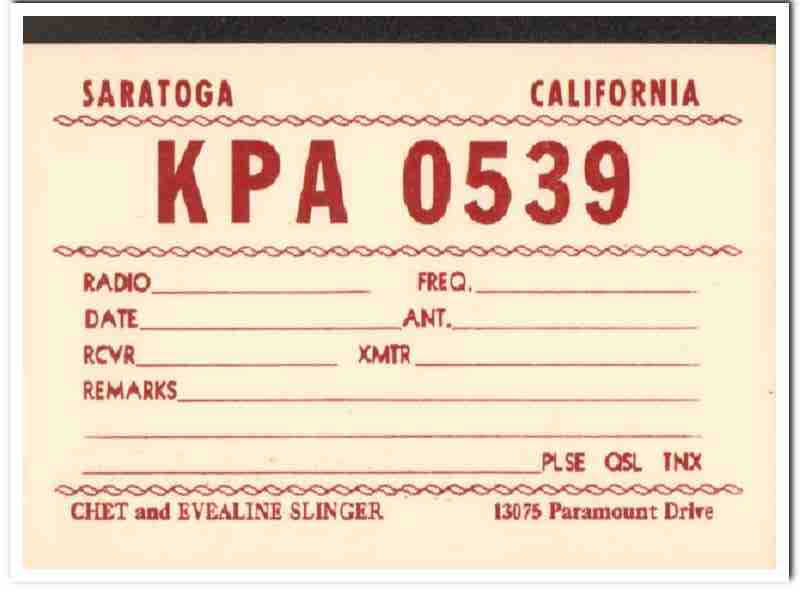 SARATOGA CALIFORNIA
KPA 0539
RADIO FREQ.
DATE ANT.
RCVR XMTR
REMARKS
PLSE QSL TNX
CHET and EVEALINE SLINGER 13075 Paramount Drive